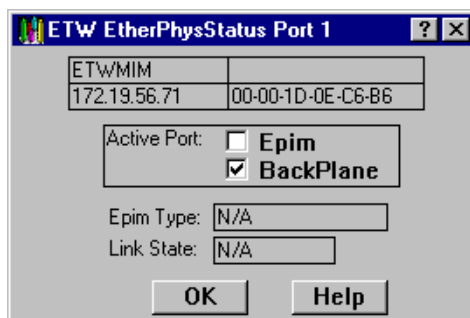 ETW EtherPhysStatus Port 1
ETWMIM
172.19.56.71 00-00-1D-0E-C6-B6
Active Port: Epim
BackPlane
Epim Type: N/A
Link State: N/A
OK Help